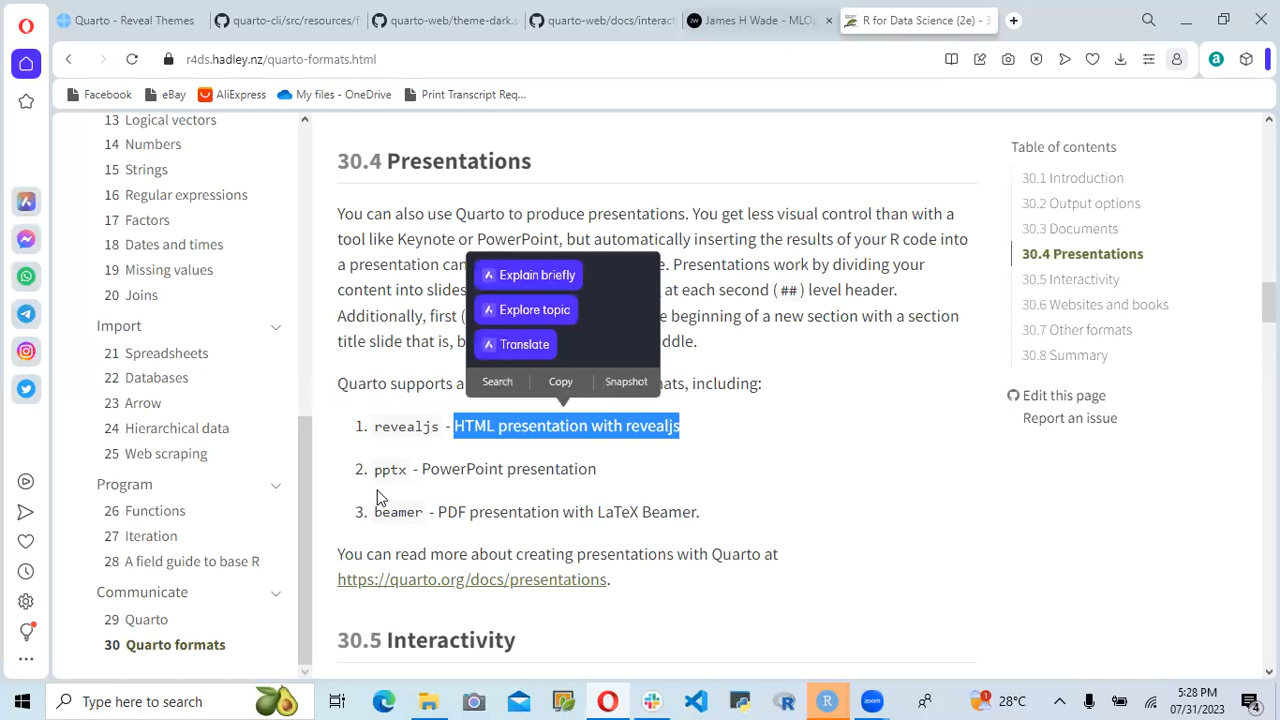 Quarto - Reveal Themes
quarto-cli/src/resources/f
quarto-web/theme-dark.s
quarto-web/docs/interact
James H Wade - MLO
R for Data Science (2e) - 3
r4ds.hadley.nz/quarto-formats.html
Facebook
eBay
AliExpress
My files - OneDrive
Print Transcript Req...
13 Logical vectors
14 Numbers
15 Strings
16 Regular expressions
17 Factors
18 Dates and times
19 Missing values
20 Joins
Import
21 Spreadsheets
22 Databases
23 Arrow
24 Hierarchical data
25 Web scraping
Program
26 Functions
27 Iteration
28 A field guide to base R
Communicate
29 Quarto
30 Quarto formats
30.4 Presentations
You can also use Quarto to produce presentations. You get less visual control than with a
tool like Keynote or PowerPoint, but automatically inserting the results of your R code into
a presentation can e. Presentations work by dividing your
content into slides at each second (##) level header.
Additionally, first ( e beginning of a new section with a section
title slide that is, b ddle.
Explain briefly
Explore topic
Translate
Search
Copy
Snapshot
Quarto supports a ats, including:
1. revealjs - HTML presentation with revealjs
2. pptx - PowerPoint presentation
3. beamer - PDF presentation with LaTeX Beamer.
You can read more about creating presentations with Quarto at
https://quarto.org/docs/presentations.
30.5 Interactivity
Table of contents
30.1 Introduction
30.2 Output options
30.3 Documents
30.4 Presentations
30.5 Interactivity
30.6 Websites and books
30.7 Other formats
30.8 Summary
Edit this page
Report an issue
Type here to search
28°C
5:28 PM
07/31/2023